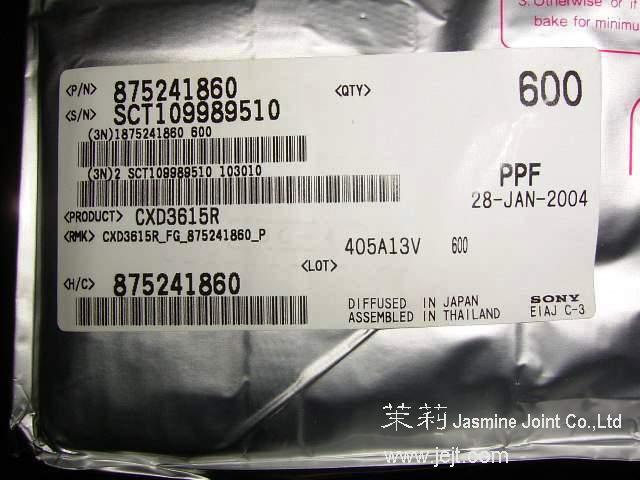 3. Otherwise or if
bake for minimu
<P/N> 875241860 <QTY> 600
<S/N> SCT109989510
(3N)1875241860 600
(3N)2 SCT109989510 103010
PPF
28-JAN-2004
<PRODUCT> CXD3615R
<RMK> CXD3615R_FG_875241860_P
405A13V 600
<LOT>
<H/C> 875241860
DIFFUSED IN JAPAN
ASSEMBLED IN THAILAND
SONY
EIAJ C-3
茉莉 Jasmine Joint Co.,Ltd
www.jejt.com